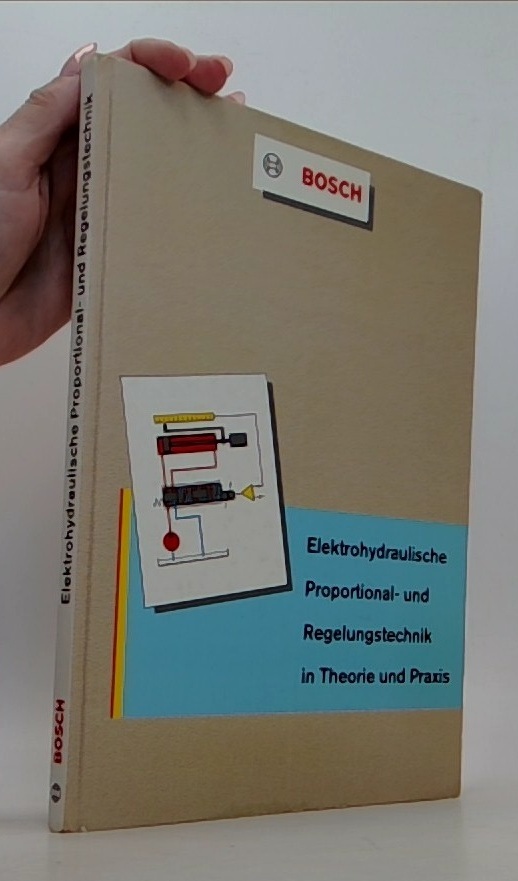 BOSCH
Elektrohydraulische
Proportional- und
Regelungstechnik
in Theorie und Praxis
Elektrohydraulische Proportional- und Regelungstechnik
BOSCH